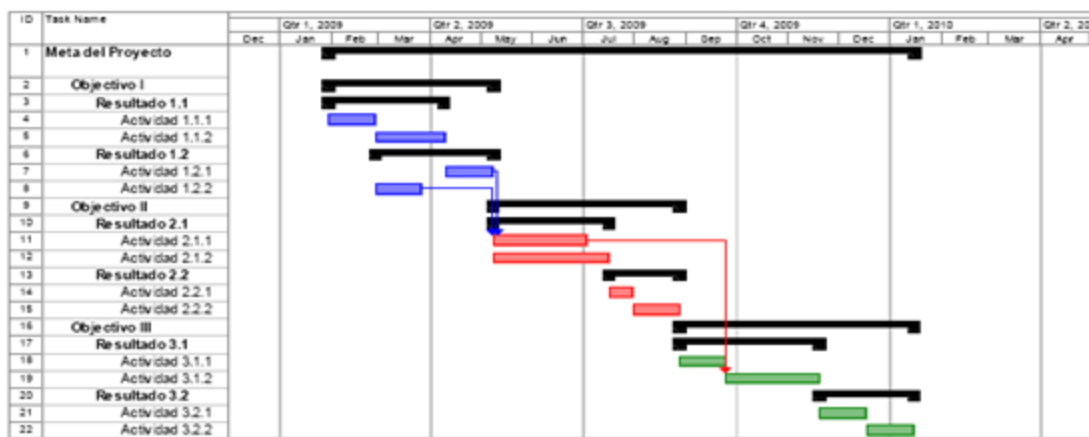 ID Task Name Qtr 1, 2009 Qtr 2, 2009 Qtr 3, 2009 Qtr 4, 2009 Qtr 1, 2010 Qtr 2, 20
Dec Jan Feb Mar Apr May Jun Jul Aug Sep Oct Nov Dec Jan Feb Mar Apr
1 Meta del Proyecto
2 Objectivo I
3 Resultado 1.1
4 Actividad 1.1.1
5 Actividad 1.1.2
6 Resultado 1.2
7 Actividad 1.2.1
8 Actividad 1.2.2
9 Objectivo II
10 Resultado 2.1
11 Actividad 2.1.1
12 Actividad 2.1.2
13 Resultado 2.2
14 Actividad 2.2.1
15 Actividad 2.2.2
16 Objectivo III
17 Resultado 3.1
18 Actividad 3.1.1
19 Actividad 3.1.2
20 Resultado 3.2
21 Actividad 3.2.1
22 Actividad 3.2.2